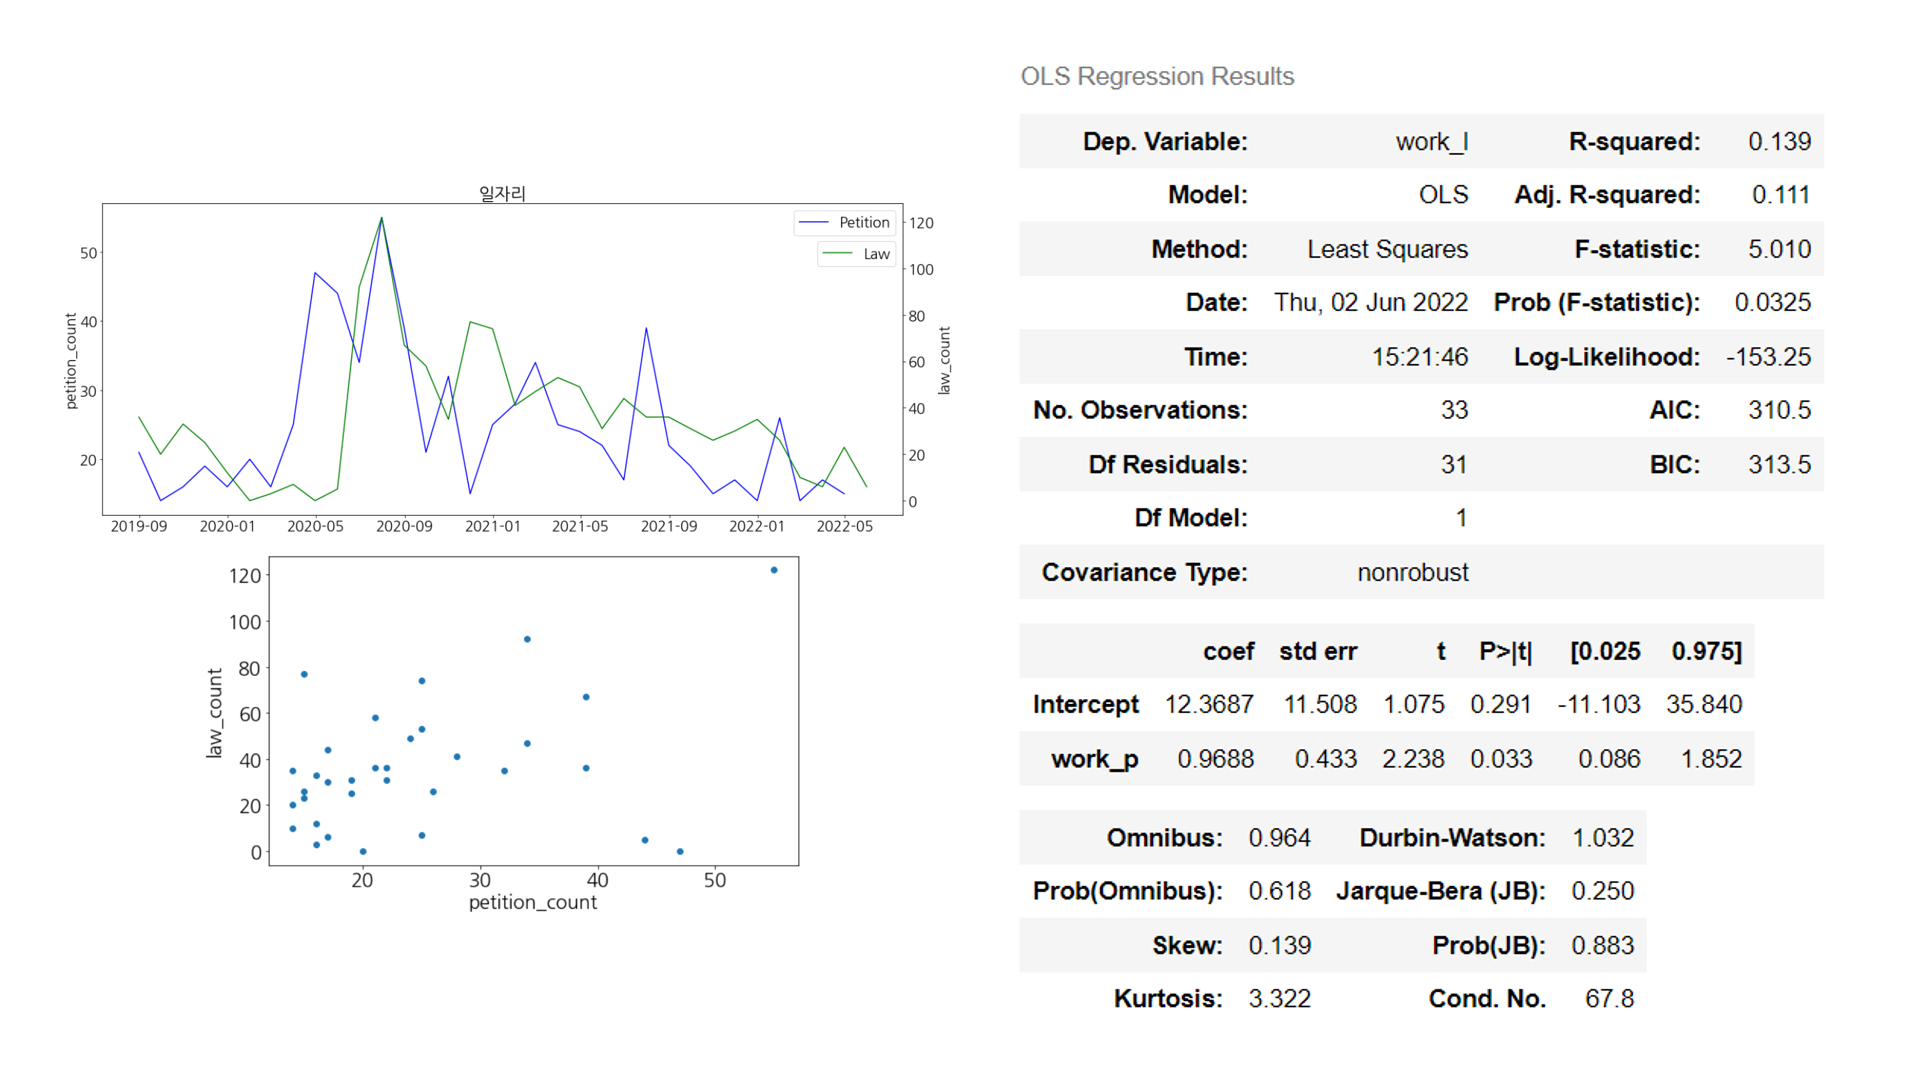 일자리
Petition
Law
50
40
30
20
petition_count
120
100
80
60
40
20
0
law_count
2019-09 2020-01 2020-05 2020-09 2021-01 2021-05 2021-09 2022-01 2022-05
120
100
80
60
40
20
0
law_count
20 30 40 50
petition_count
OLS Regression Results
Dep. Variable: work_l R-squared: 0.139
Model: OLS Adj. R-squared: 0.111
Method: Least Squares F-statistic: 5.010
Date: Thu, 02 Jun 2022 Prob (F-statistic): 0.0325
Time: 15:21:46 Log-Likelihood: -153.25
No. Observations: 33 AIC: 310.5
Df Residuals: 31 BIC: 313.5
Df Model: 1
Covariance Type: nonrobust
coef std err t P>|t| [0.025 0.975]
Intercept 12.3687 11.508 1.075 0.291 -11.103 35.840
work_p 0.9688 0.433 2.238 0.033 0.086 1.852
Omnibus: 0.964 Durbin-Watson: 1.032
Prob(Omnibus): 0.618 Jarque-Bera (JB): 0.250
Skew: 0.139 Prob(JB): 0.883
Kurtosis: 3.322 Cond. No. 67.8